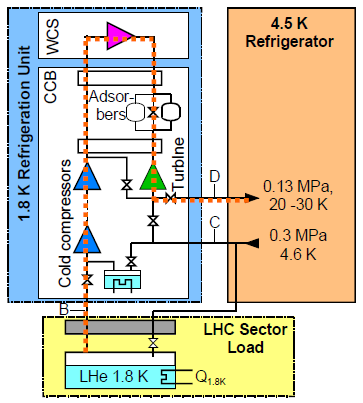 1.8 K Refrigeration Unit
WCS
CCB
Adsor-
bers
Cold compressors
Turbine
4.5 K
Refrigerator
D
0.13 MPa,
20 -30 K
C
0.3 MPa
4.6 K
B
LHC Sector
Load
LHe 1.8 K
Q1.8K